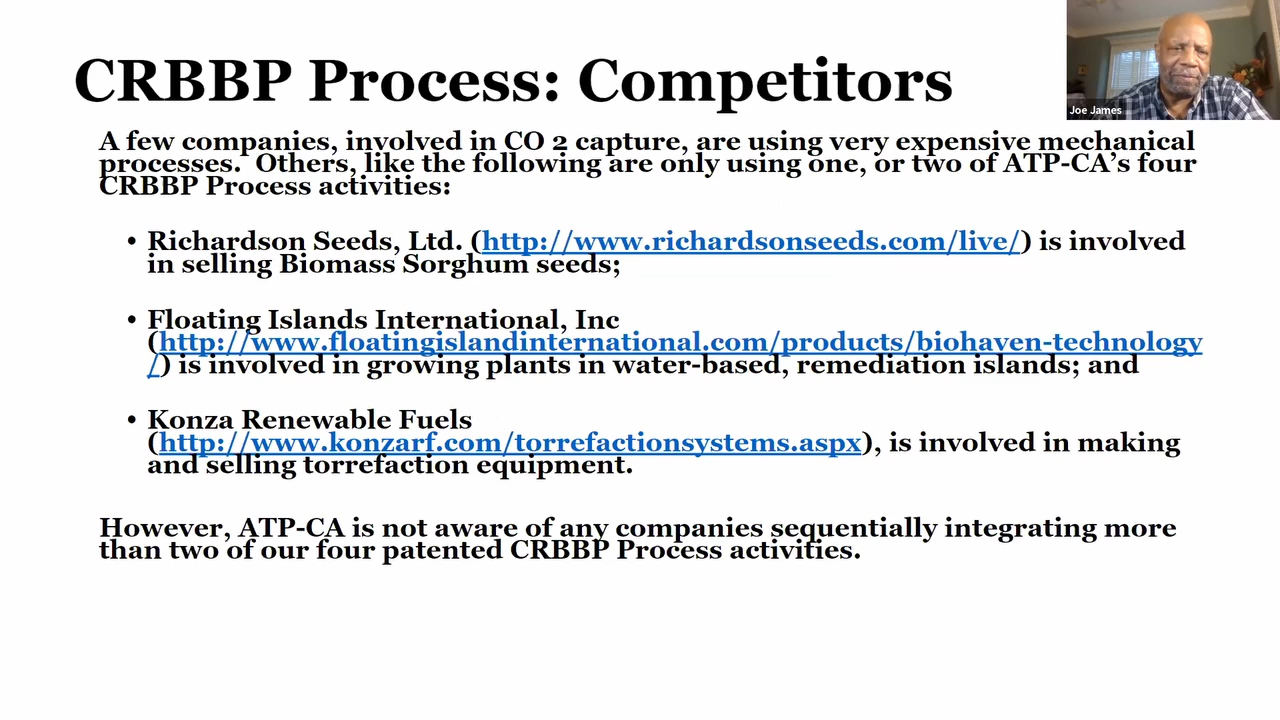 CRBBP Process: Competitors
Joe James
A few companies, involved in CO 2 capture, are using very expensive mechanical
processes.  Others, like the following are only using one, or two of ATP-CA’s four
CRBBP Process activities:
• Richardson Seeds, Ltd. (http://www.richardsonseeds.com/live/) is involved
in selling Biomass Sorghum seeds;
• Floating Islands International, Inc
(http://www.floatingislandinternational.com/products/biohaven-technology
/) is involved in growing plants in water-based, remediation islands; and
• Konza Renewable Fuels
(http://www.konzarf.com/torrefactionsystems.aspx), is involved in making
and selling torrefaction equipment.
However, ATP-CA is not aware of any companies sequentially integrating more
than two of our four patented CRBBP Process activities.